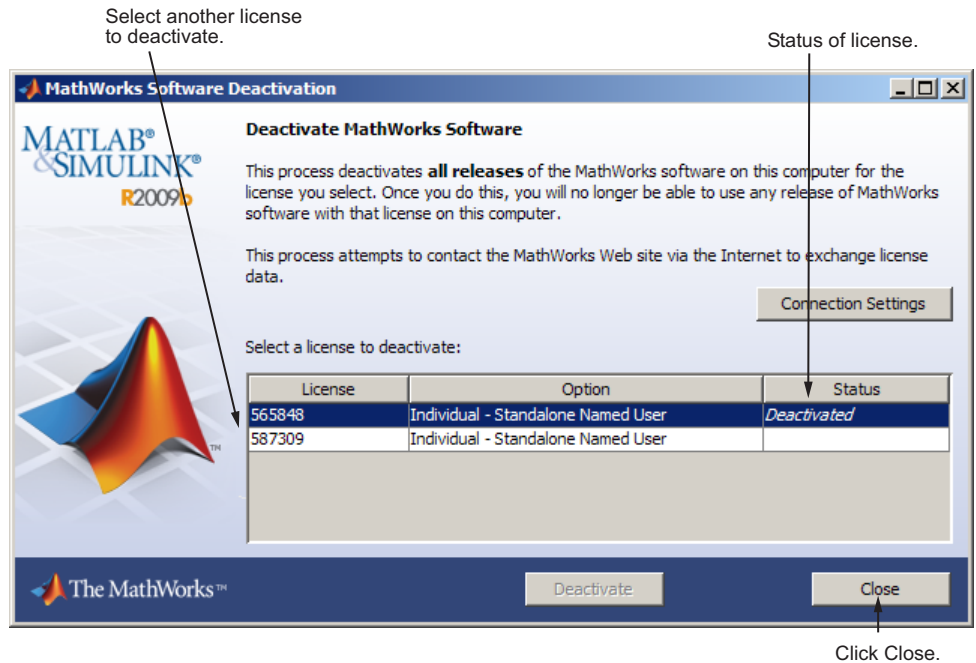 Select another license
to deactivate.
Status of license.
MathWorks Software Deactivation
MATLAB®
&SIMULINK®
R2009b
Deactivate MathWorks Software
This process deactivates all releases of the MathWorks software on this computer for the
license you select. Once you do this, you will no longer be able to use any release of MathWorks
software with that license on this computer.
This process attempts to contact the MathWorks Web site via the Internet to exchange license
data.
Connection Settings
Select a license to deactivate:
License Option Status
565848 Individual - Standalone Named User Deactivated
587309 Individual - Standalone Named User
TM
The MathWorks™
Deactivate
Close
Click Close.